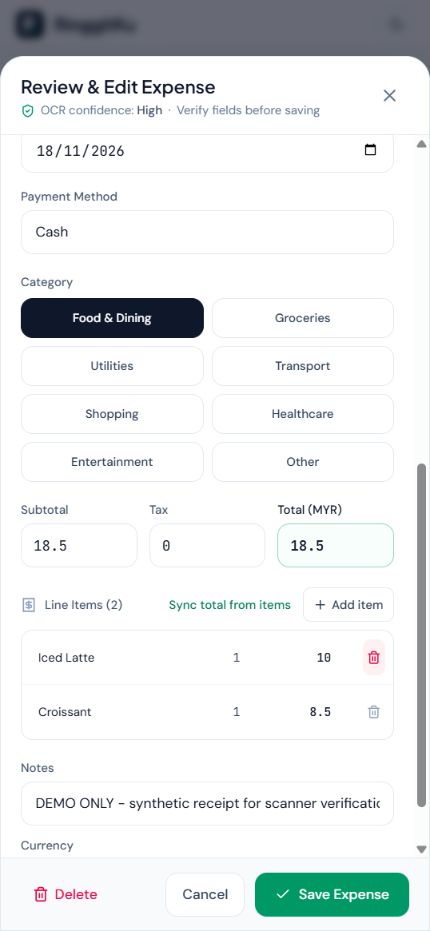 Review & Edit Expense
OCR confidence: High · Verify fields before saving
18/11/2026
Payment Method
Cash
Category
Food & Dining
Groceries
Utilities
Transport
Shopping
Healthcare
Entertainment
Other
Subtotal Tax Total (MYR)
18.5 0 18.5
Line Items (2) Sync total from items + Add item
Iced Latte 1 10
Croissant 1 8.5
Notes
DEMO ONLY - synthetic receipt for scanner verificatic
Currency
Delete Cancel Save Expense